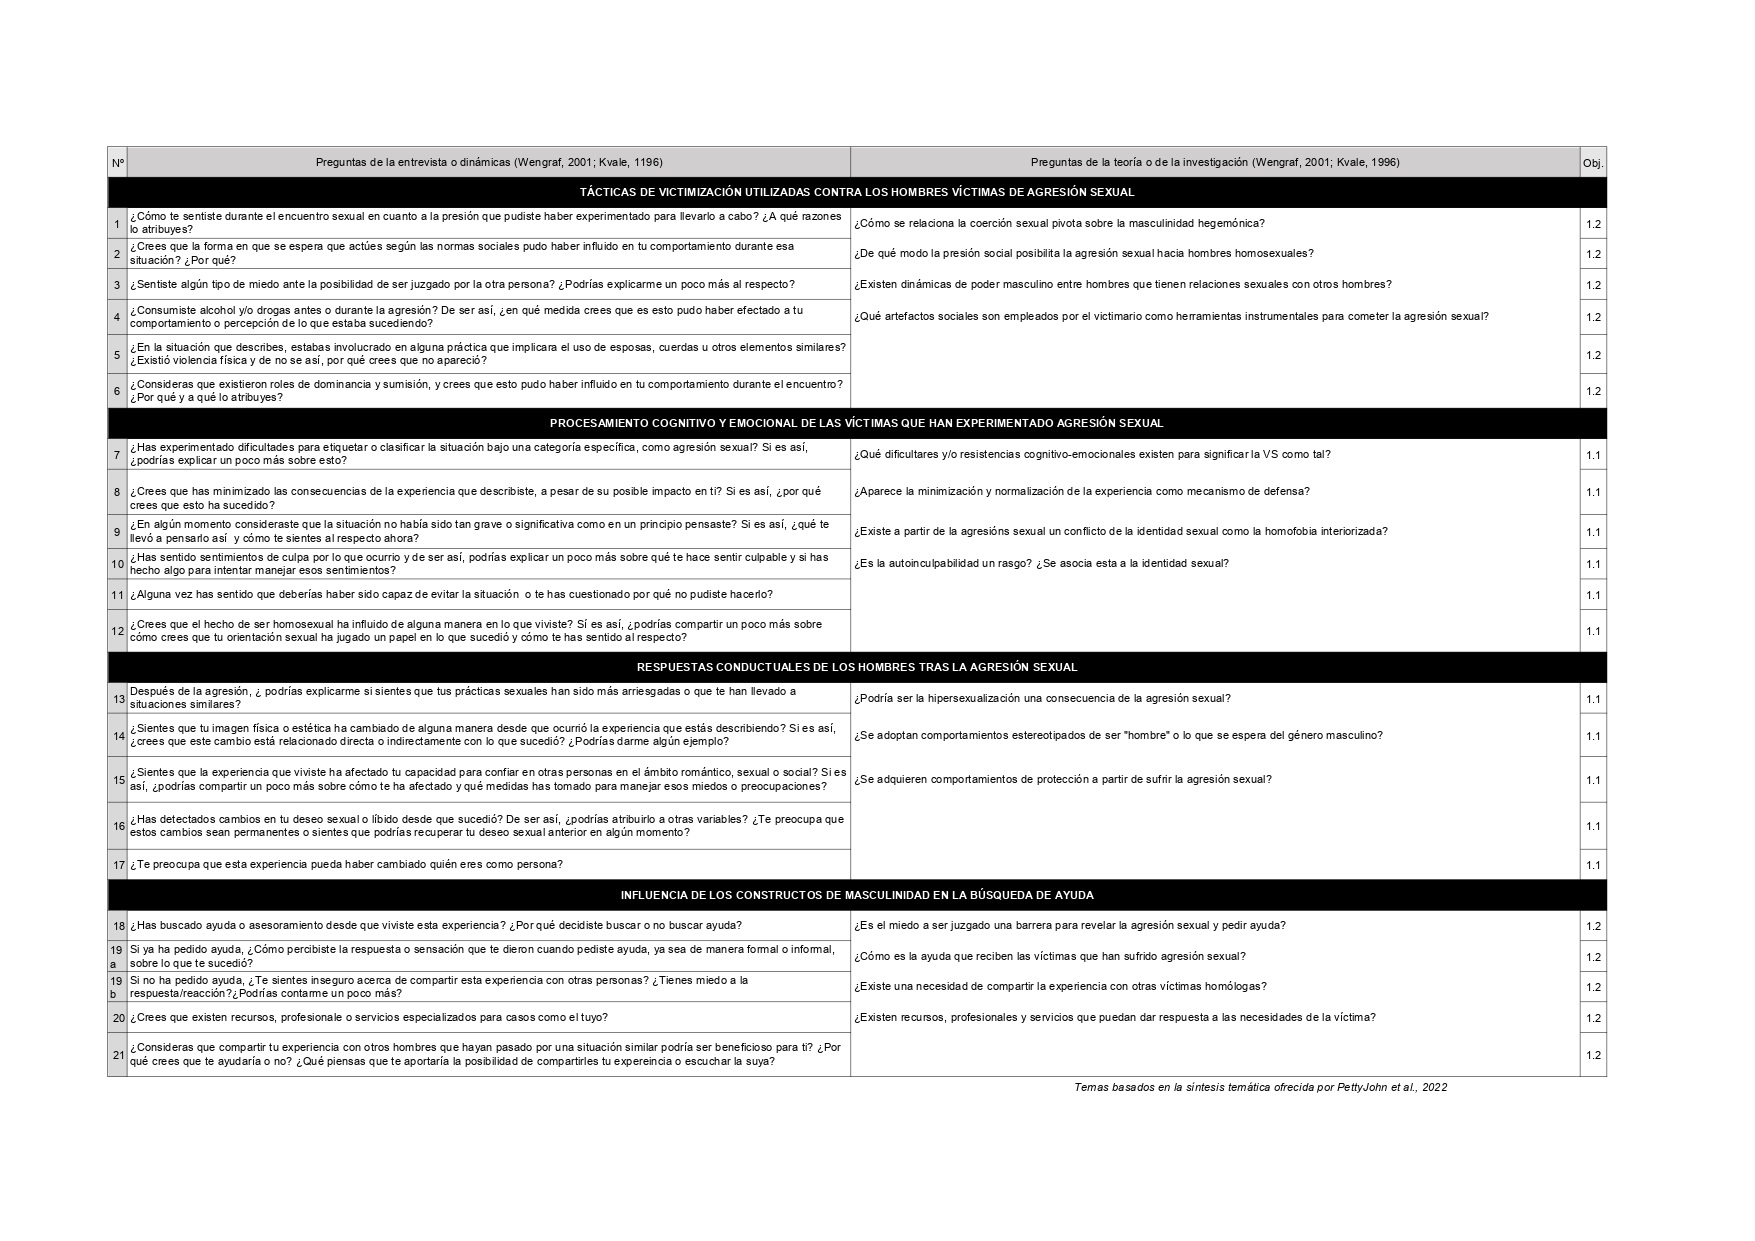 Nº Preguntas de la entrevista o dinámicas (Wengraf, 2001; Kvale, 1196) Preguntas de la teoría o de la investigación (Wengraf, 2001; Kvale, 1996) Obj.
TÁCTICAS DE VICTIMIZACIÓN UTILIZADAS CONTRA LOS HOMBRES VÍCTIMAS DE AGRESIÓN SEXUAL
1 ¿Cómo te sentiste durante el encuentro sexual en cuanto a la presión que pudiste haber experimentado para llevarlo a cabo? ¿A qué razones
lo atribuyes?
¿Cómo se relaciona la coerción sexual pivota sobre la masculinidad hegemónica? 1.2
2 ¿Crees que la forma en que se espera que actúes según las normas sociales pudo haber influido en tu comportamiento durante esa
situación? ¿Por qué?
¿De qué modo la presión social posibilita la agresión sexual hacia hombres homosexuales? 1.2
3 ¿Sentiste algún tipo de miedo ante la posibilidad de ser juzgado por la otra persona? ¿Podrías explicarme un poco más al respecto?
¿Existen dinámicas de poder masculino entre hombres que tienen relaciones sexuales con otros hombres? 1.2
4 ¿Consumiste alcohol y/o drogas antes o durante la agresión? De ser así, ¿en qué medida crees que es esto pudo haber efectado a tu
comportamiento o percepción de lo que estaba sucediendo?
¿Qué artefactos sociales son empleados por el victimario como herramientas instrumentales para cometer la agresión sexual? 1.2
5 ¿En la situación que describes, estabas involucrado en alguna práctica que implicara el uso de esposas, cuerdas u otros elementos similares?
¿Existió violencia física y de no se así, por qué crees que no apareció?
1.2
6 ¿Consideras que existieron roles de dominancia y sumisión, y crees que esto pudo haber influido en tu comportamiento durante el encuentro?
¿Por qué y a qué lo atribuyes?
1.2
PROCESAMIENTO COGNITIVO Y EMOCIONAL DE LAS VÍCTIMAS QUE HAN EXPERIMENTADO AGRESIÓN SEXUAL
7 ¿Has experimentado dificultades para etiquetar o clasificar la situación bajo una categoría específica, como agresión sexual? Si es así,
¿podrías explicar un poco más sobre esto?
¿Qué dificultares y/o resistencias cognitivo-emocionales existen para significar la VS como tal? 1.1
8 ¿Crees que has minimizado las consecuencias de la experiencia que describiste, a pesar de su posible impacto en ti? Si es así, ¿por qué
crees que esto ha sucedido?
¿Aparece la minimización y normalización de la experiencia como mecanismo de defensa? 1.1
9 ¿En algún momento consideraste que la situación no había sido tan grave o significativa como en un principio pensaste? Si es así, ¿qué te
llevó a pensarlo así y cómo te sientes al respecto ahora?
¿Existe a partir de la agresións sexual un conflicto de la identidad sexual como la homofobia interiorizada? 1.1
10 ¿Has sentido sentimientos de culpa por lo que ocurrio y de ser así, podrías explicar un poco más sobre qué te hace sentir culpable y si has
hecho algo para intentar manejar esos sentimientos?
¿Es la autoinculpabilidad un rasgo? ¿Se asocia esta a la identidad sexual? 1.1
11 ¿Alguna vez has sentido que deberías haber sido capaz de evitar la situación o te has cuestionado por qué no pudiste hacerlo?
1.1
12 ¿Crees que el hecho de ser homosexual ha influido de alguna manera en lo que viviste? Sí es así, ¿podrías compartir un poco más sobre
cómo crees que tu orientación sexual ha jugado un papel en lo que sucedió y cómo te has sentido al respecto?
1.1
RESPUESTAS CONDUCTUALES DE LOS HOMBRES TRAS LA AGRESIÓN SEXUAL
13 Después de la agresión, ¿ podrías explicarme si sientes que tus prácticas sexuales han sido más arriesgadas o que te han llevado a
situaciones similares?
¿Podría ser la hipersexualización una consecuencia de la agresión sexual? 1.1
14 ¿Sientes que tu imagen física o estética ha cambiado de alguna manera desde que ocurrió la experiencia que estás describiendo? Si es así,
¿crees que este cambio está relacionado directa o indirectamente con lo que sucedió? ¿Podrías darme algún ejemplo?
¿Se adoptan comportamientos estereotipados de ser "hombre" o lo que se espera del género masculino? 1.1
15 ¿Sientes que la experiencia que viviste ha afectado tu capacidad para confiar en otras personas en el ámbito romántico, sexual o social? Si es
así, ¿podrías compartir un poco más sobre cómo te ha afectado y qué medidas has tomado para manejar esos miedos o preocupaciones?
¿Se adquieren comportamientos de protección a partir de sufrir la agresión sexual? 1.1
16 ¿Has detectados cambios en tu deseo sexual o líbido desde que sucedió? De ser así, ¿podrías atribuirlo a otras variables? ¿Te preocupa que
estos cambios sean permanentes o sientes que podrías recuperar tu deseo sexual anterior en algún momento?
1.1
17 ¿Te preocupa que esta experiencia pueda haber cambiado quién eres como persona?
1.1
INFLUENCIA DE LOS CONSTRUCTOS DE MASCULINIDAD EN LA BÚSQUEDA DE AYUDA
18 ¿Has buscado ayuda o asesoramiento desde que viviste esta experiencia? ¿Por qué decidiste buscar o no buscar ayuda?
¿Es el miedo a ser juzgado una barrera para revelar la agresión sexual y pedir ayuda? 1.2
19 a Si ya ha pedido ayuda, ¿Cómo percibiste la respuesta o sensación que te dieron cuando pediste ayuda, ya sea de manera formal o informal,
sobre lo que te sucedió?
¿Cómo es la ayuda que reciben las víctimas que han sufrido agresión sexual? 1.2
19 b Si no ha pedido ayuda, ¿Te sientes inseguro acerca de compartir esta experiencia con otras personas? ¿Tienes miedo a la
respuesta/reacción?¿Podrías contarme un poco más?
¿Existe una necesidad de compartir la experiencia con otras víctimas homólogas? 1.2
20 ¿Crees que existen recursos, profesionale o servicios especializados para casos como el tuyo?
¿Existen recursos, profesionales y servicios que puedan dar respuesta a las necesidades de la víctima? 1.2
21 ¿Consideras que compartir tu experiencia con otros hombres que hayan pasado por una situación similar podría ser beneficioso para ti? ¿Por
qué crees que te ayudaría o no? ¿Qué piensas que te aportaría la posibilidad de compartirles tu expereincia o escuchar la suya?
1.2
Temas basados en la síntesis temática ofrecida por PettyJohn et al., 2022